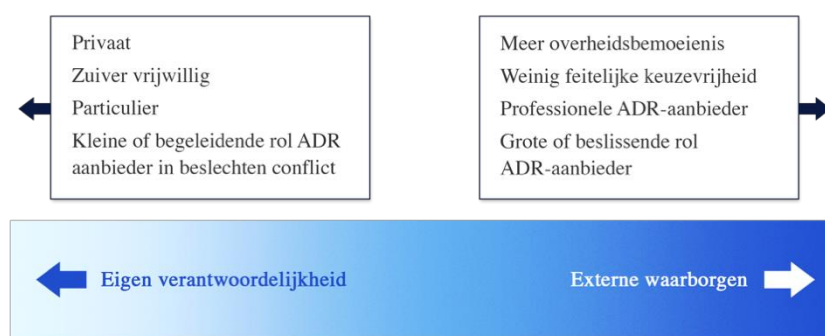 Privaat
Zuiver vrijwillig
Particulier
Kleine of begeleidende rol ADR
aanbieder in beslechten conflict
Meer overheidsbemoeienis
Weinig feitelijke keuzevrijheid
Professionele ADR-aanbieder
Grote of beslissende rol
ADR-aanbieder
Eigen verantwoordelijkheid
Externe waarborgen